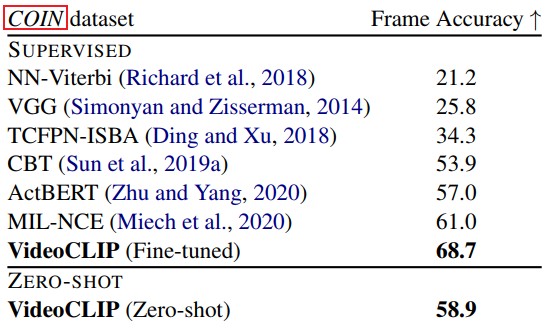 COIN dataset Frame Accuracy ↑
SUPERVISED
NN-Viterbi (Richard et al., 2018) 21.2
VGG (Simonyan and Zisserman, 2014) 25.8
TCFPN-ISBA (Ding and Xu, 2018) 34.3
CBT (Sun et al., 2019a) 53.9
ActBERT (Zhu and Yang, 2020) 57.0
MIL-NCE (Miech et al., 2020) 61.0
VideoCLIP (Fine-tuned) 68.7
ZERO-SHOT
VideoCLIP (Zero-shot) 58.9